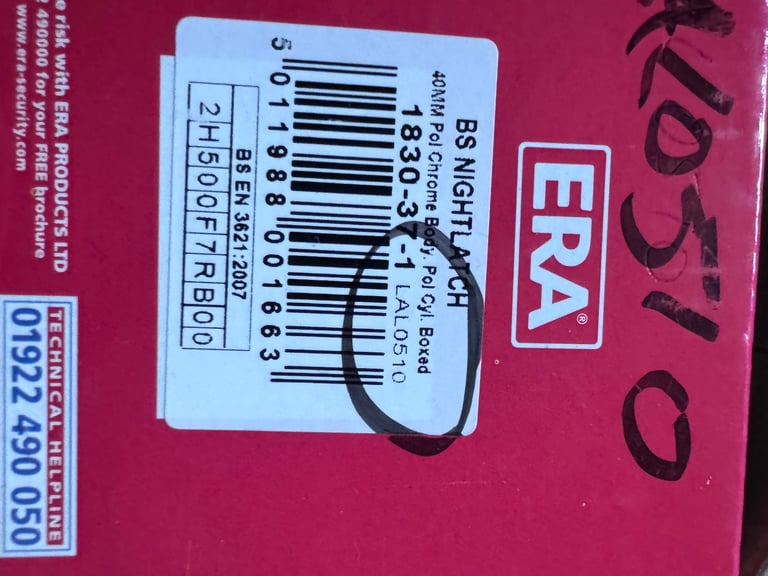 ALO510
ERA®
BS NIGHTLATCH
40MM Pol Chrome Body. Pol Cyl. Boxed
1830-37-1 LAL0510
5 011988 001663
BS EN 3621:2007
2H500F7RB00
e risk with ERA PRODUCTS LTD
2 490000 for your FREE brochure
www.era-security.com
TECHNICAL HELPLINE
01922 490 050